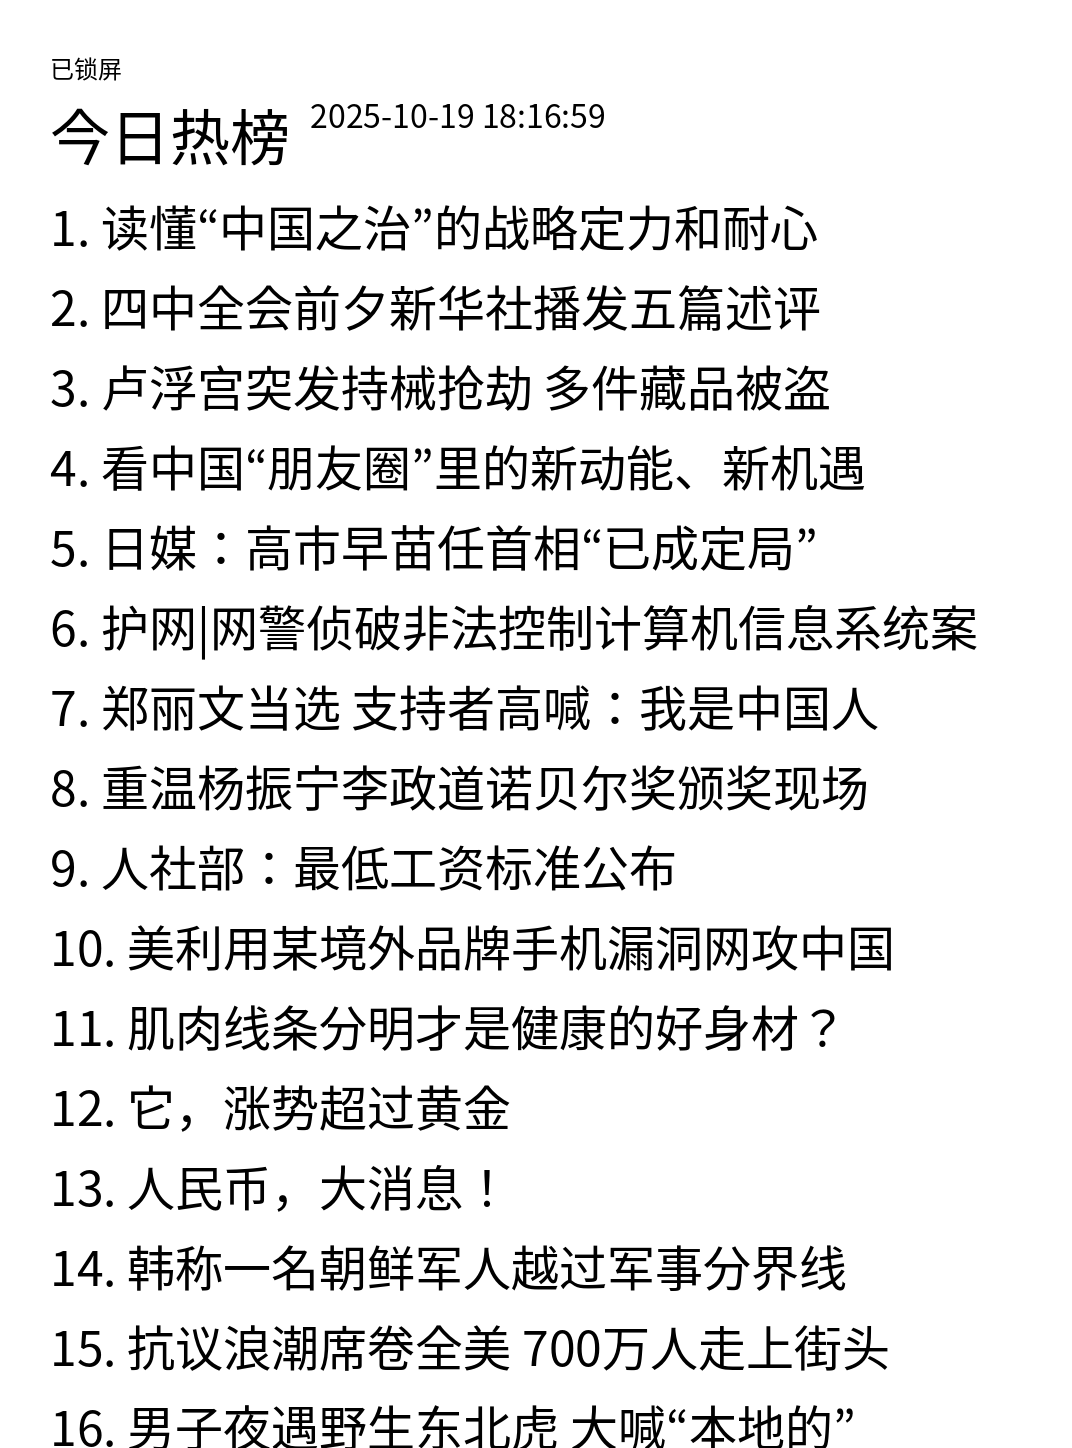 已锁屏
今日热榜 2025-10-19 18:16:59
1. 读懂“中国之治”的战略定力和耐心
2. 四中全会前夕新华社播发五篇述评
3. 卢浮宫突发持械抢劫 多件藏品被盗
4. 看中国“朋友圈”里的新动能、新机遇
5. 日媒：高市早苗任首相“已成定局”
6. 护网|网警侦破非法控制计算机信息系统案
7. 郑丽文当选 支持者高喊：我是中国人
8. 重温杨振宁李政道诺贝尔奖颁奖现场
9. 人社部：最低工资标准公布
10. 美利用某境外品牌手机漏洞网攻中国
11. 肌肉线条分明才是健康的好身材？
12. 它，涨势超过黄金
13. 人民币，大消息！
14. 韩称一名朝鲜军人越过军事分界线
15. 抗议浪潮席卷全美 700万人走上街头
16. 男子夜遇野生东北虎 大喊“本地的”